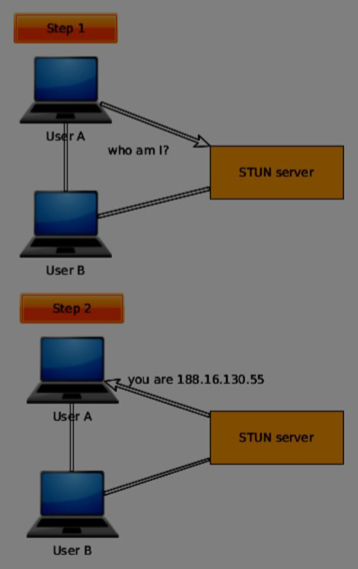 Step 1
User A
who am I?
STUN server
User B
Step 2
you are 188.16.130.55
User A
STUN server
User B